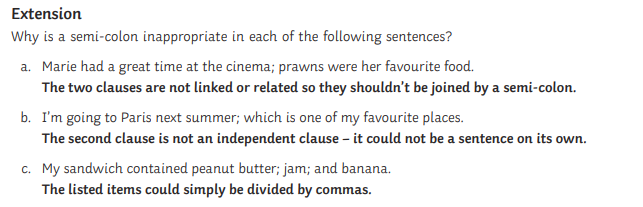 Extension
Why is a semi-colon inappropriate in each of the following sentences?
a. Marie had a great time at the cinema; prawns were her favourite food.
The two clauses are not linked or related so they shouldn't be joined by a semi-colon.
b. I'm going to Paris next summer; which is one of my favourite places.
The second clause is not an independent clause – it could not be a sentence on its own.
c. My sandwich contained peanut butter; jam; and banana.
The listed items could simply be divided by commas.